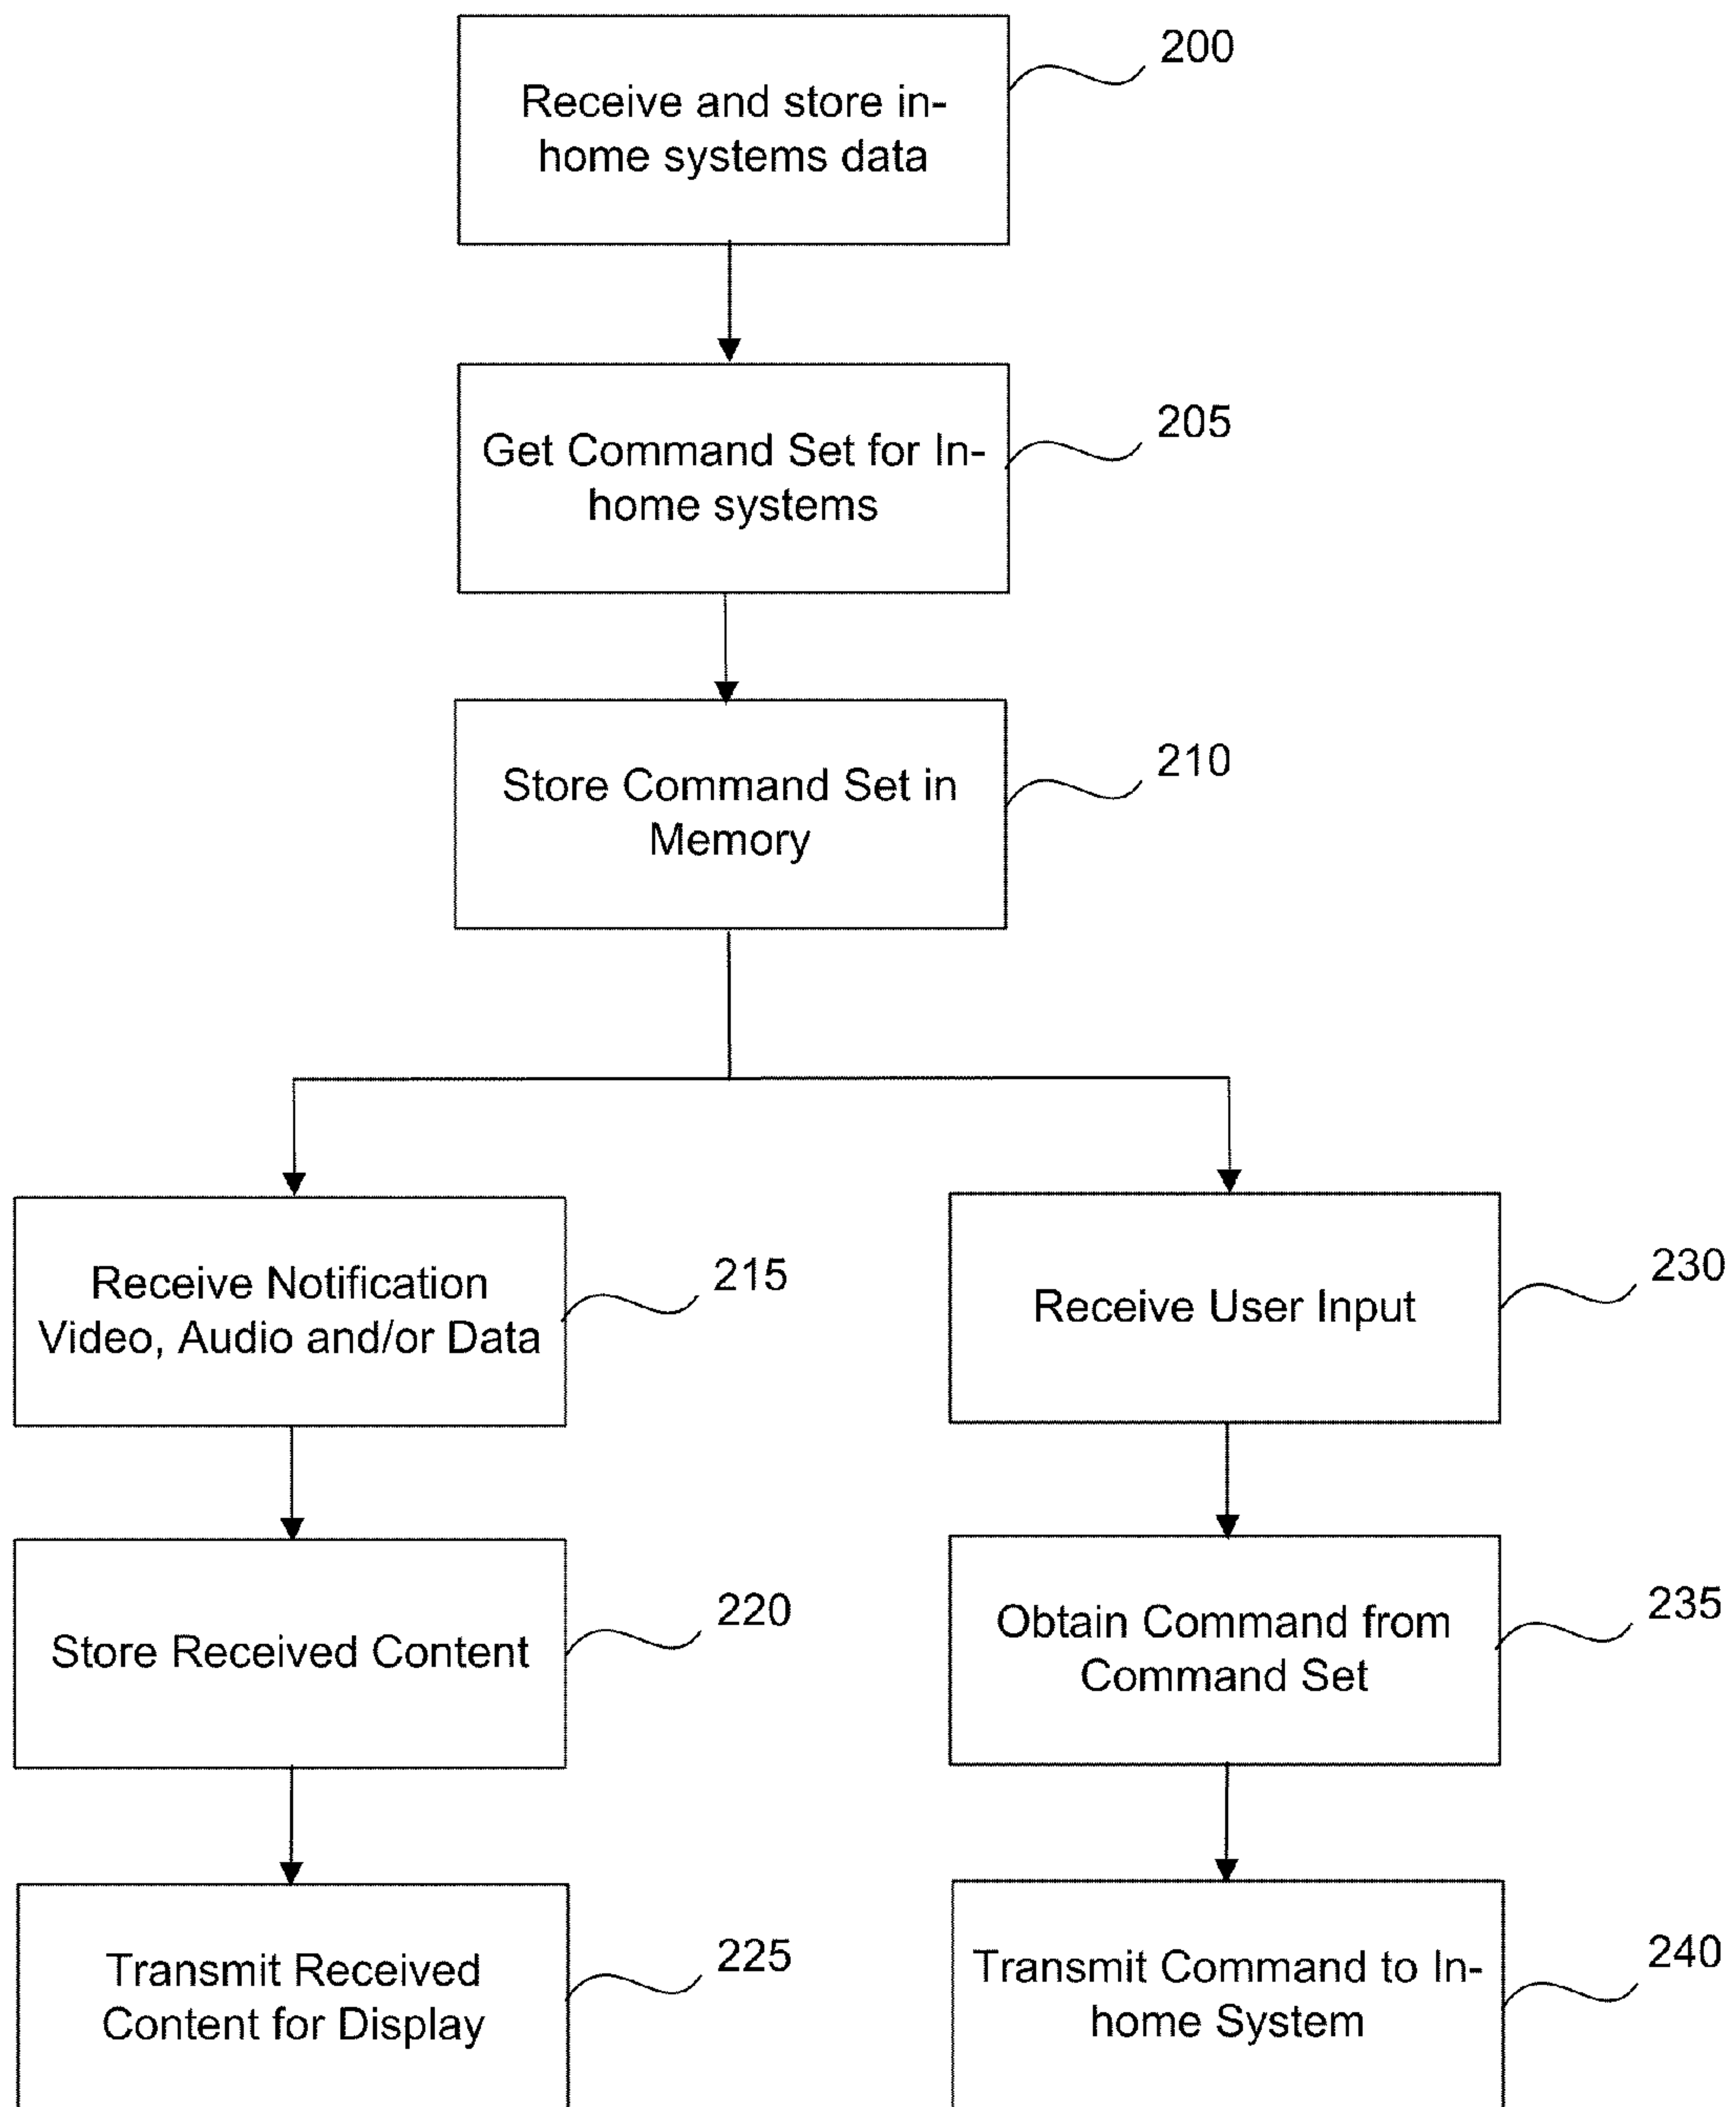 200
Receive and store in-
home systems data
205
Get Command Set for In-
home systems
210
Store Command Set in
Memory
215
Receive Notification
Video, Audio and/or Data
220
Store Received Content
225
Transmit Received
Content for Display
230
Receive User Input
235
Obtain Command from
Command Set
240
Transmit Command to In-
home System